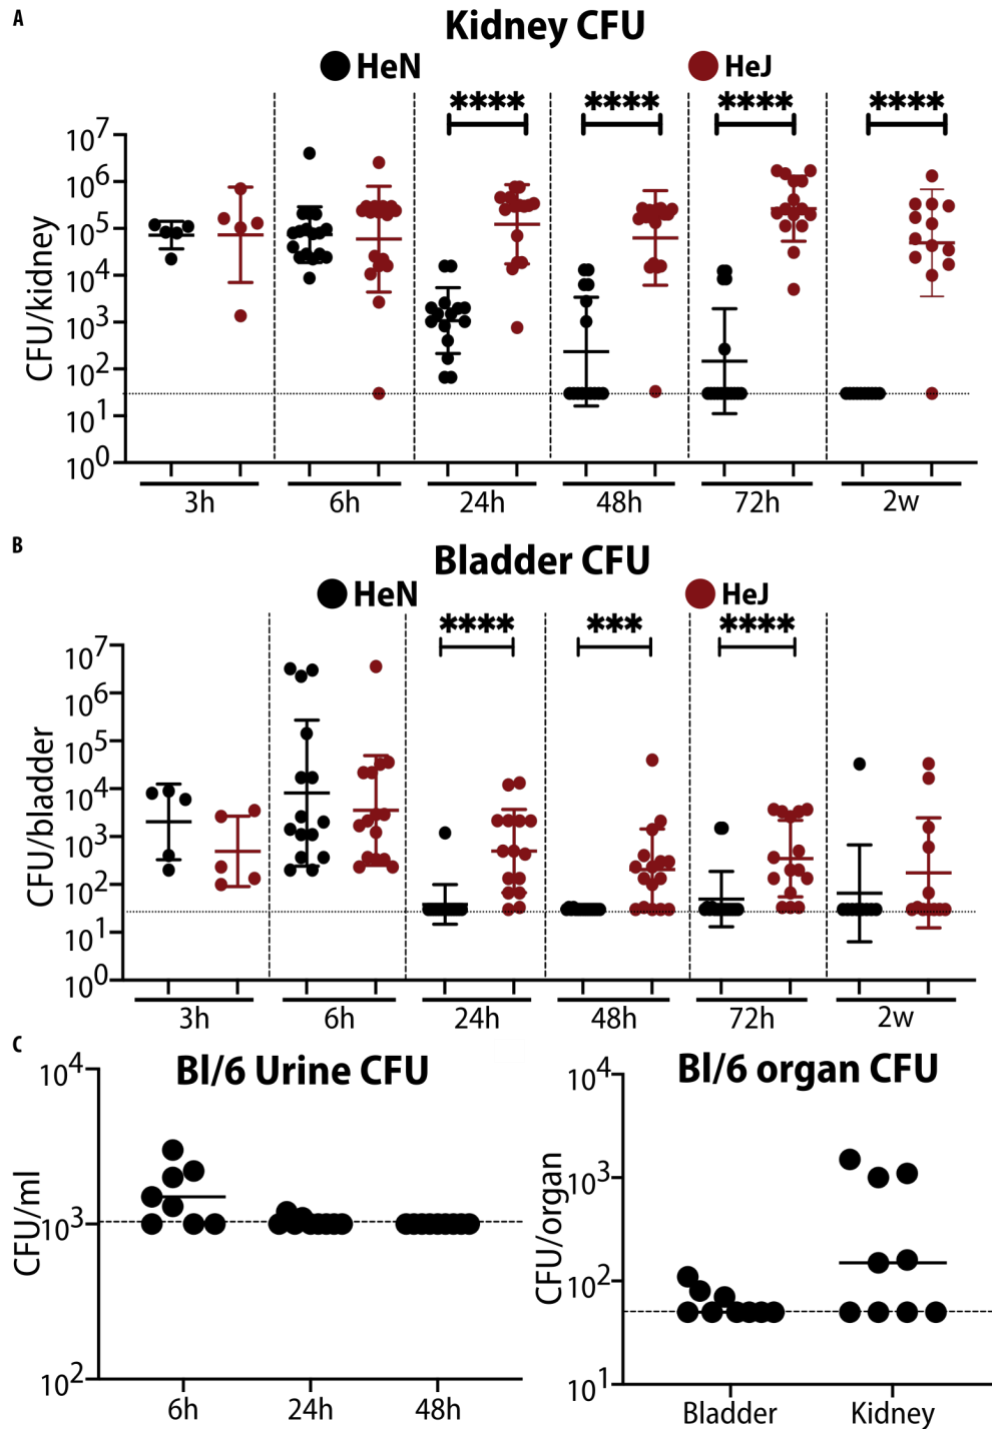 A
Kidney CFU
HeN HeJ
**** **** **** ****
CFU/kidney
10^7
10^6
10^5
10^4
10^3
10^2
10^1
10^0
3h 6h 24h 48h 72h 2w
B
Bladder CFU
HeN HeJ
**** *** ****
CFU/bladder
10^7
10^6
10^5
10^4
10^3
10^2
10^1
10^0
3h 6h 24h 48h 72h 2w
C
Bl/6 Urine CFU
CFU/ml
10^4
10^3
10^2
6h 24h 48h
Bl/6 organ CFU
CFU/organ
10^4
10^3
10^2
10^1
Bladder Kidney